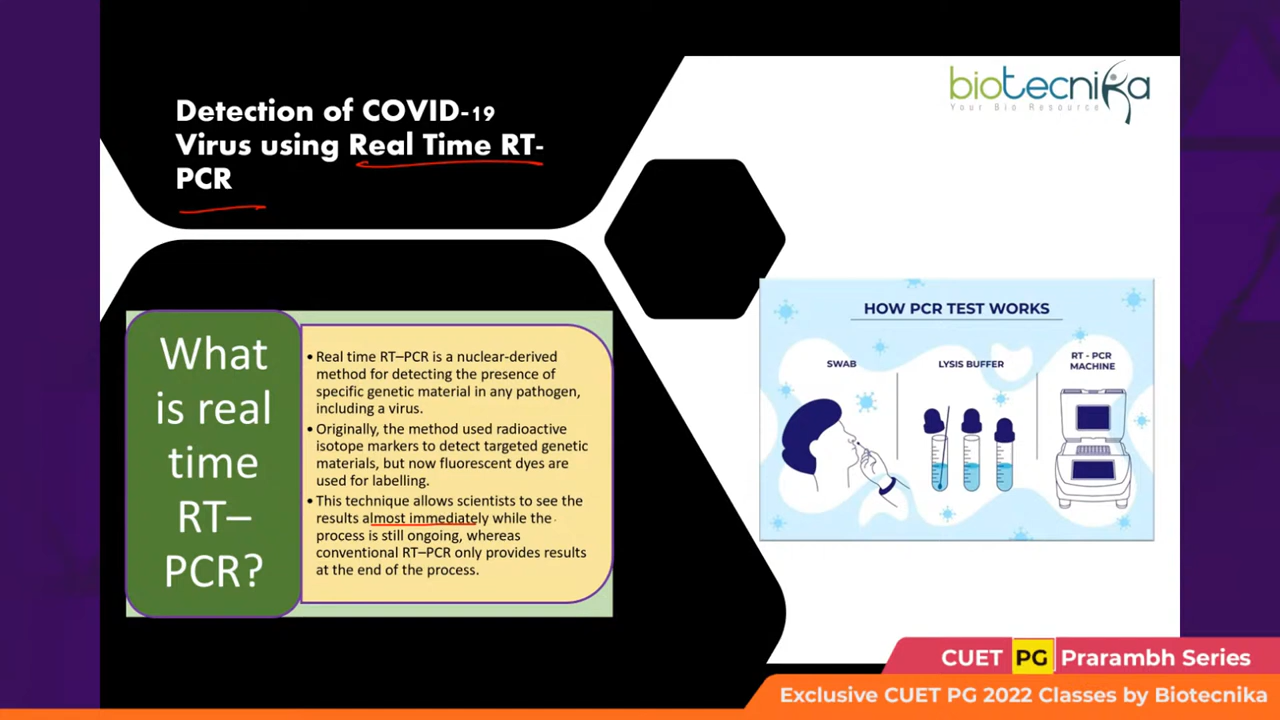 biotecnika
Your Bio Resource
Detection of COVID-19
Virus using Real Time RT-
PCR
What
is real
time
RT–
PCR?
• Real time RT–PCR is a nuclear-derived
method for detecting the presence of
specific genetic material in any pathogen,
including a virus.
• Originally, the method used radioactive
isotope markers to detect targeted genetic
materials, but now fluorescent dyes are
used for labelling.
• This technique allows scientists to see the
results almost immediately while the
process is still ongoing, whereas
conventional RT–PCR only provides results
at the end of the process.
HOW PCR TEST WORKS
SWAB
LYSIS BUFFER
RT - PCR
MACHINE
CUET PG Prarambh Series
Exclusive CUET PG 2022 Classes by Biotecnika